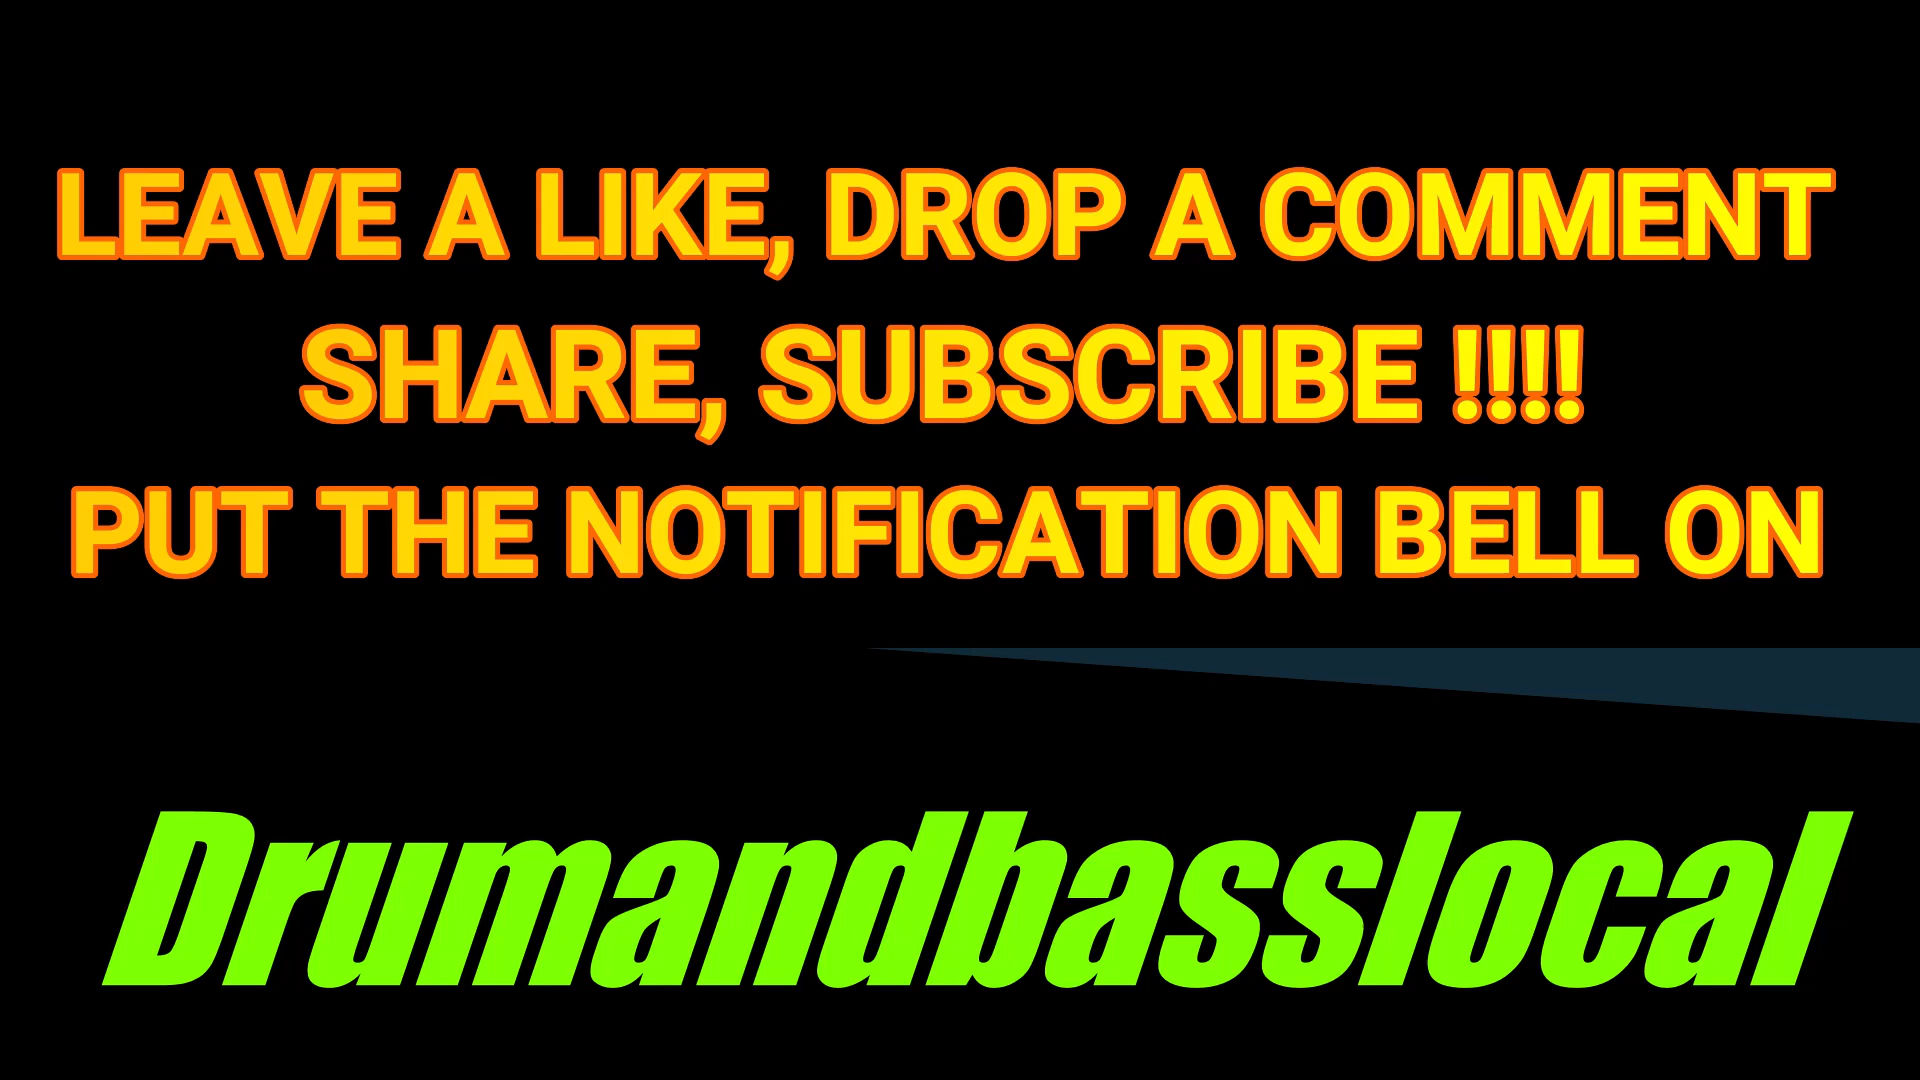 LEAVE A LIKE, DROP A COMMENT
SHARE, SUBSCRIBE !!!!
PUT THE NOTIFICATION BELL ON
Drumandbasslocal